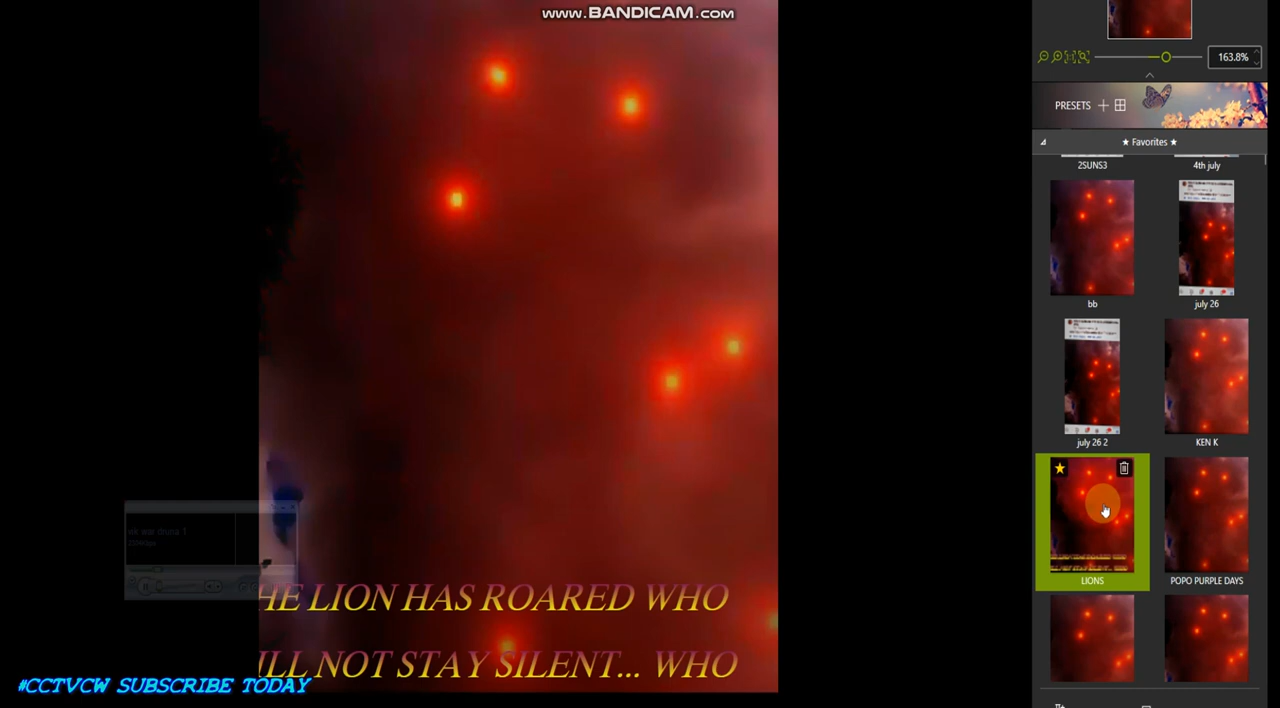 www.BANDICAM.com
163.8%
PRESETS
★ Favorites ★
2SUNS3
4th july
bb
july 26
july 26 2
KEN K
LIONS
POPO PURPLE DAYS
HE LION HAS ROARED WHO
ILL NOT STAY SILENT... WHO
#CCTVCW SUBSCRIBE TODAY